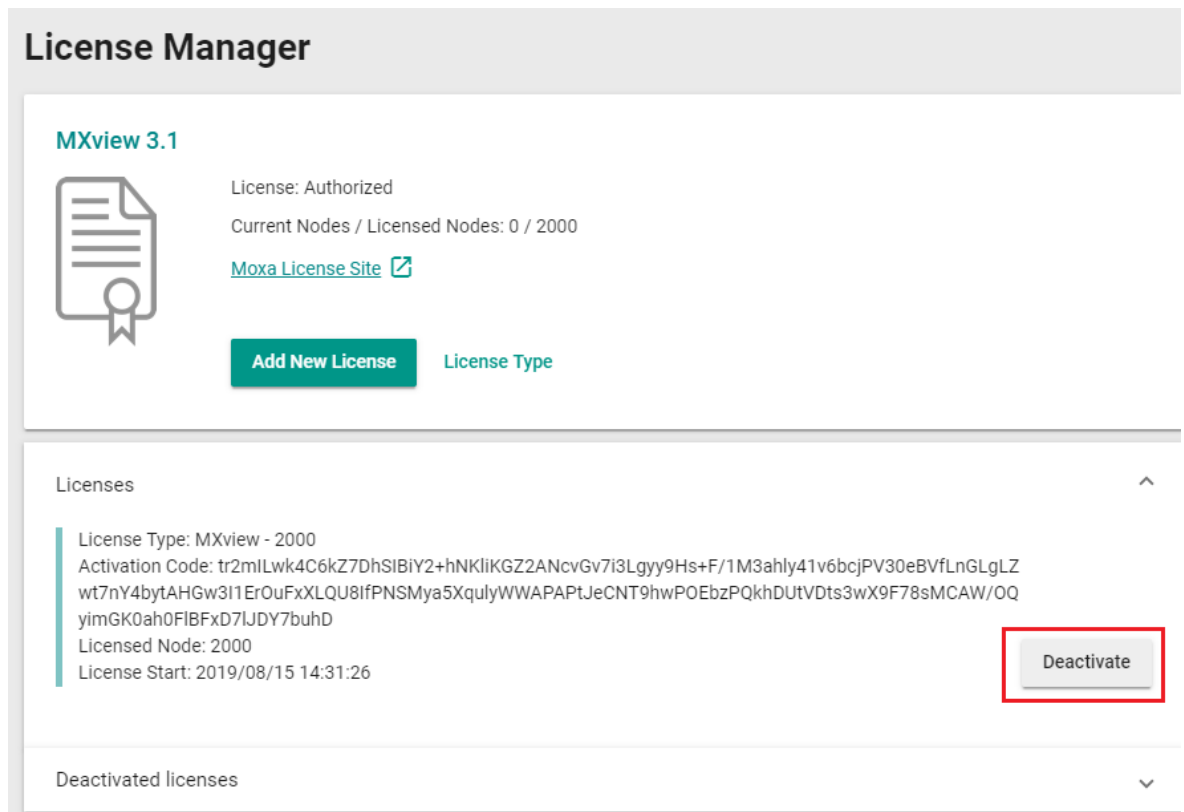 License Manager
MXview 3.1
License: Authorized
Current Nodes / Licensed Nodes: 0 / 2000
Moxa License Site
Add New License
License Type
Licenses
License Type: MXview - 2000
Activation Code: tr2mILwk4C6kZ7DhSIBiY2+hNKliKGZ2ANcvGv7i3Lgyy9Hs+F/1M3ahly41v6bcjPV30eBVfLnGLgLZ
wt7nY4bytAHGw3I1ErOuFxXLQU8IfPNSMya5XqulyWWAPAPtJeCNT9hwPOEbzPQkhDUtVDts3wX9F78sMCAW/OQ
yimGK0ah0FlBFxD7lJDY7buhD
Licensed Node: 2000
License Start: 2019/08/15 14:31:26
Deactivate
Deactivated licenses